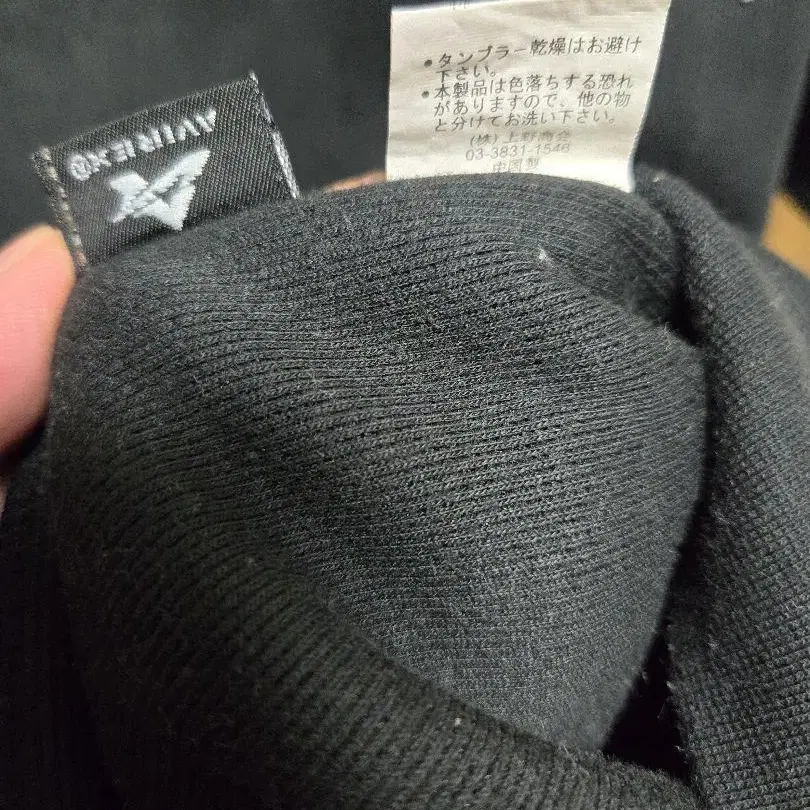 AVIREX®
●タンブラー乾燥はお避け
下さい。
●本製品は色落ちする恐れ
がありますので、他の物
と分けてお洗い下さい。
(株)上野商会
03-3831-1546
中国製